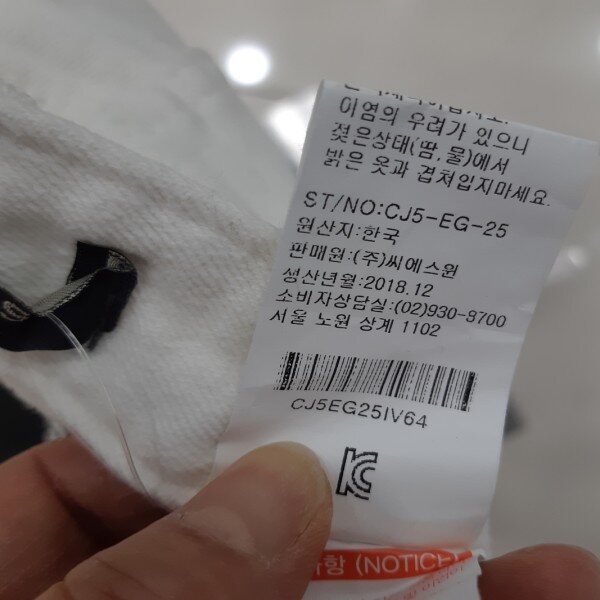 이염의 우려가 있으니
젖은상태(땀,물)에서
밝은 옷과 겹쳐입지마세요.
ST/NO:CJ5-EG-25
원산지:한국
판매원:(주)씨에스윈
생산년월:2018.12
소비자상담실:(02)930-8700
서울 노원 상계 1102
CJ5EG25IV64
KC
(NOTICE)